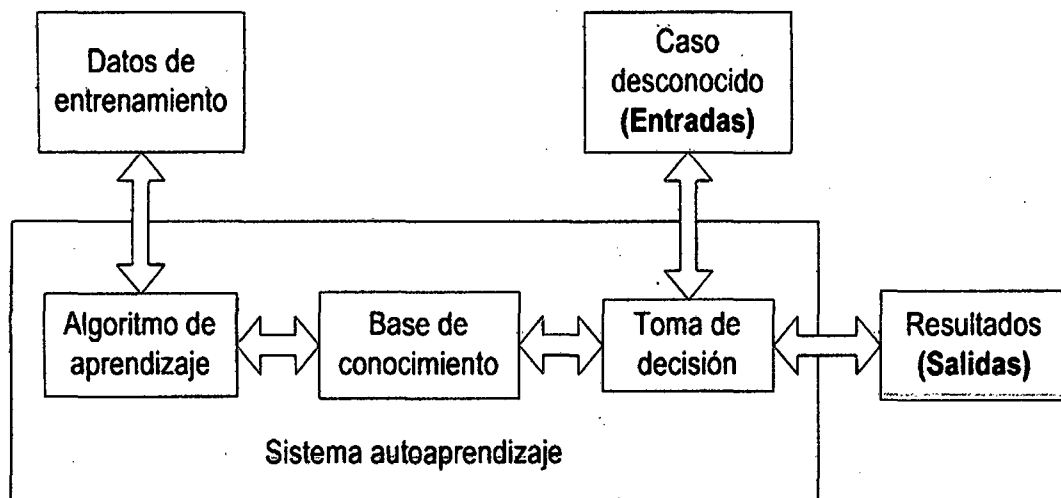 Datos de
entrenamiento
Caso
desconocido
(Entradas)
Algoritmo de
aprendizaje
Base de
conocimiento
Toma de
decisión
Resultados
(Salidas)
Sistema autoaprendizaje